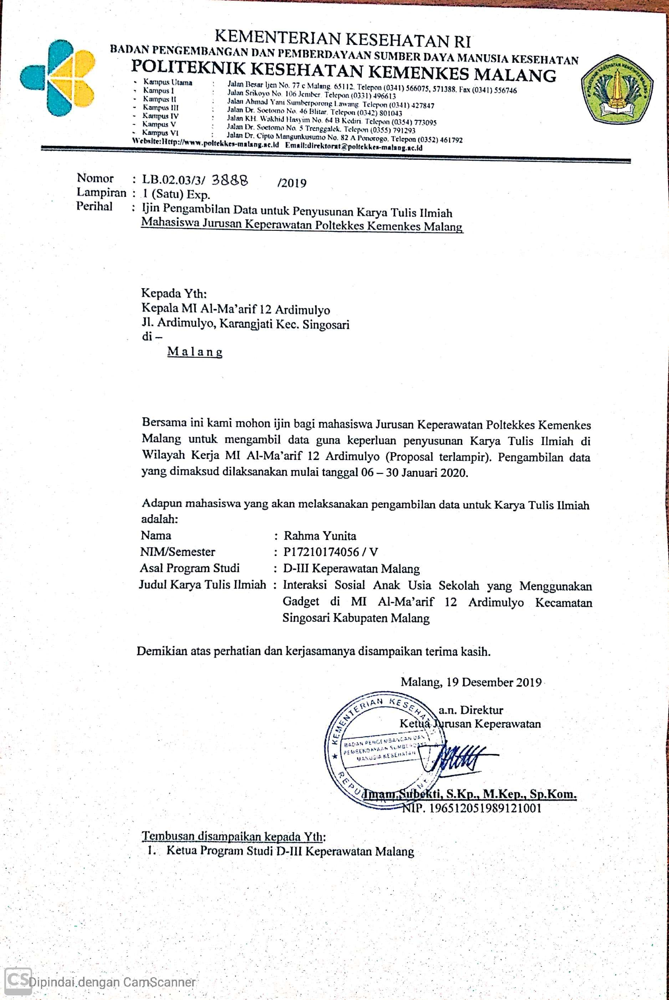 KEMENTERIAN KESEHATAN RI
BADAN PENGEMBANGAN DAN PEMBERDAYAAN SUMBER DAYA MANUSIA KESEHATAN
POLITEKNIK KESEHATAN KEMENKES MALANG
- Kampus Utama : Jalan Besar Ijen No. 77 c Malang. 65112. Telepon (0341) 566075, 571388. Fax (0341) 556746
- Kampus I : Jalan Srikoyo No. 106 Jember. Telepon (0331) 496613
- Kampus II : Jalan Ahmad Yani Sumberporong Lawang. Telepon (0341) 427847
- Kampus III : Jalan Dr. Soetomo No. 46 Blitar. Telepon (0342) 801043
- Kampus IV : Jalan KH. Wakhid Hasyim No. 64 B Kediri. Telepon (0354) 773095
- Kampus V : Jalan Dr. Soetomo No. 5 Trenggalek. Telepon (0355) 791293
- Kampus VI : Jalan Dr. Cipto Mangunkusumo No. 82 A Ponorogo. Telepon (0352) 461792
Website:Http://www.poltekkes-malang.ac.id Email:direktorat@poltekkes-malang.ac.id
Nomor : LB.02.03/3/ 3888 /2019
Lampiran : 1 (Satu) Exp.
Perihal : Ijin Pengambilan Data untuk Penyusunan Karya Tulis Ilmiah
Mahasiswa Jurusan Keperawatan Poltekkes Kemenkes Malang
Kepada Yth:
Kepala MI Al-Ma’arif 12 Ardimulyo
Jl. Ardimulyo, Karangjati Kec. Singosari
di –
Malang
Bersama ini kami mohon ijin bagi mahasiswa Jurusan Keperawatan Poltekkes Kemenkes
Malang untuk mengambil data guna keperluan penyusunan Karya Tulis Ilmiah di
Wilayah Kerja MI Al-Ma’arif 12 Ardimulyo (Proposal terlampir). Pengambilan data
yang dimaksud dilaksanakan mulai tanggal 06 – 30 Januari 2020.
Adapun mahasiswa yang akan melaksanakan pengambilan data untuk Karya Tulis Ilmiah
adalah:
Nama : Rahma Yunita
NIM/Semester : P17210174056 / V
Asal Program Studi : D-III Keperawatan Malang
Judul Karya Tulis Ilmiah : Interaksi Sosial Anak Usia Sekolah yang Menggunakan
Gadget di MI Al-Ma’arif 12 Ardimulyo Kecamatan
Singosari Kabupaten Malang
Demikian atas perhatian dan kerjasamanya disampaikan terima kasih.
Malang, 19 Desember 2019
a.n. Direktur
Ketua Jurusan Keperawatan
KEMENTERIAN KESEHATAN
BADAN PENGEMBANGAN DAN
PEMBERDAYAAN SUMBER DAYA
MANUSIA KESEHATAN
Imam Subekti, S.Kp., M.Kep., Sp.Kom.
NIP. 196512051989121001
Tembusan disampaikan kepada Yth:
1. Ketua Program Studi D-III Keperawatan Malang
CS Dipindai dengan CamScanner